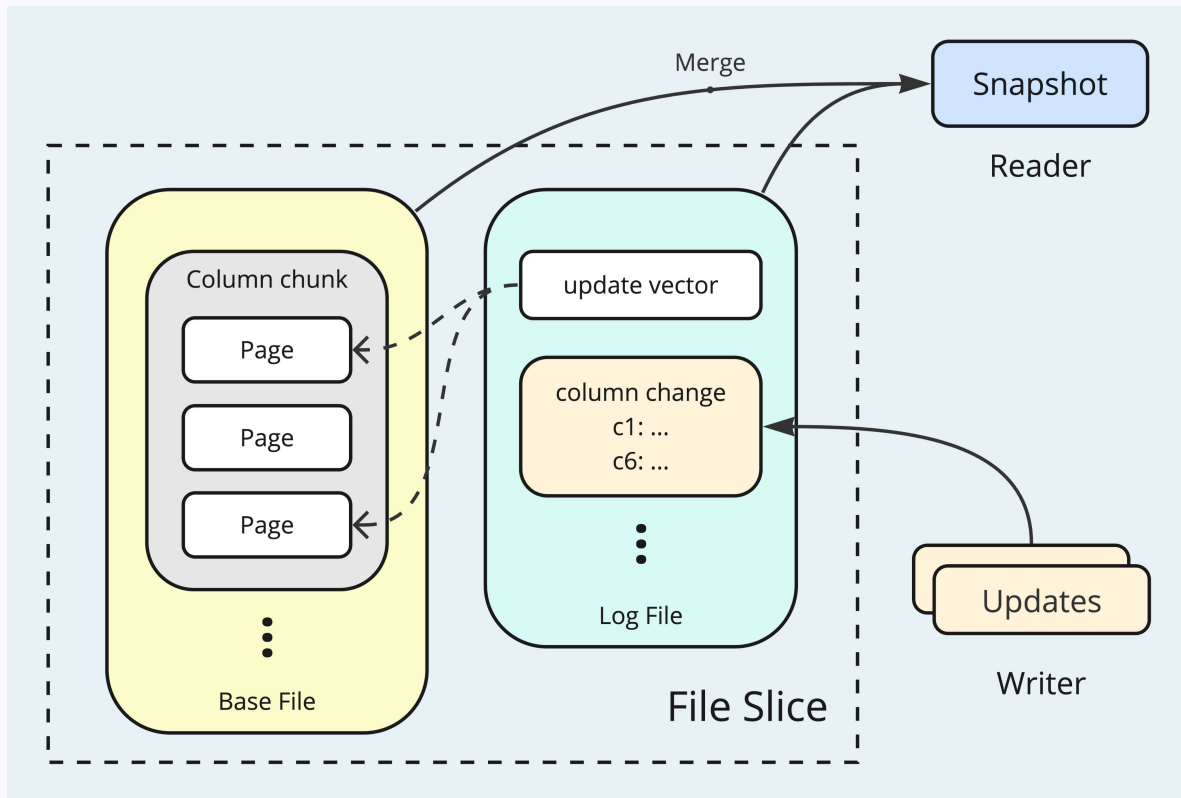 Merge
Snapshot
Reader
Column chunk
Page
Page
Page
Base File
update vector
column change
c1: ...
c6: ...
Log File
File Slice
Updates
Writer